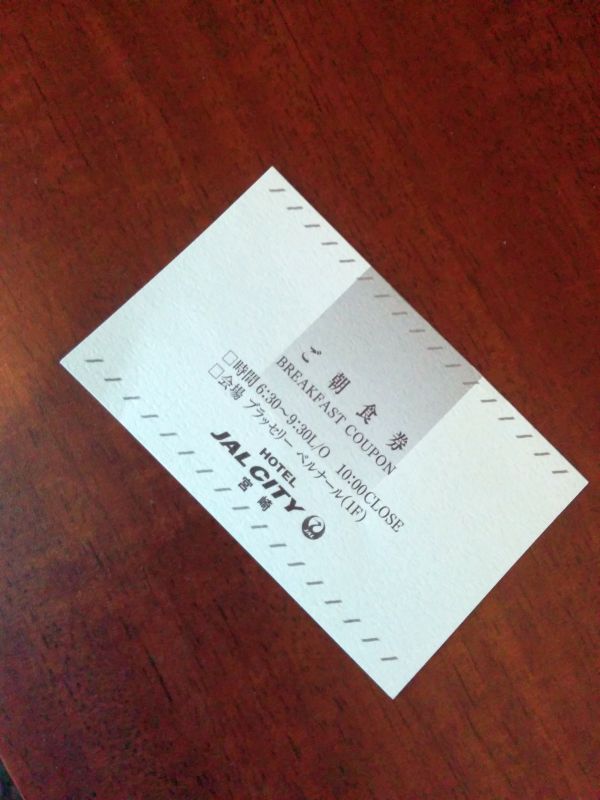 ご朝食券
BREAKFAST COUPON
□時間 6:30～9:30L/O 10:00CLOSE
□会場 ブラッセリー ベルナール(1F)
HOTEL
JAL CITY
宮崎
JAL